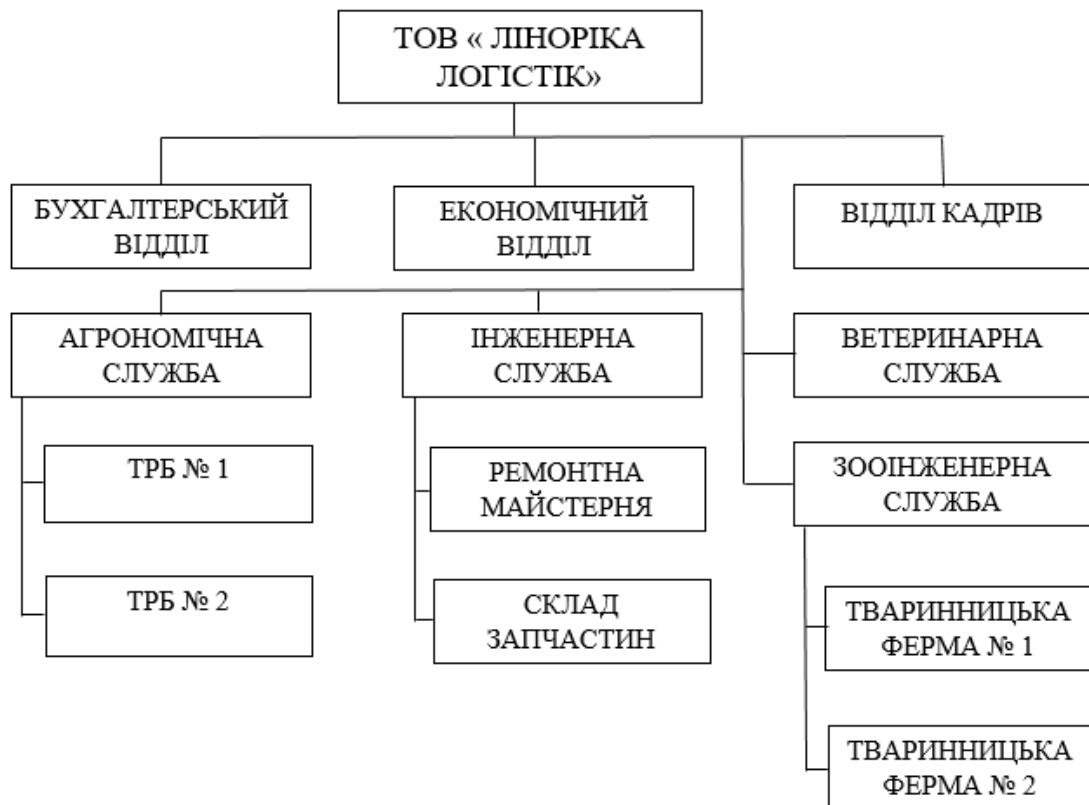 ТОВ « ЛІНОРІКА
ЛОГІСТІК»
БУХГАЛТЕРСЬКИЙ
ВІДДІЛ
ЕКОНОМІЧНИЙ
ВІДДІЛ
ВІДДІЛ КАДРІВ
АГРОНОМІЧНА
СЛУЖБА
ІНЖЕНЕРНА
СЛУЖБА
ВЕТЕРИНАРНА
СЛУЖБА
ТРБ № 1
РЕМОНТНА
МАЙСТЕРНЯ
ЗООІНЖЕНЕРНА
СЛУЖБА
ТРБ № 2
СКЛАД
ЗАПЧАСТИН
ТВАРИННИЦЬКА
ФЕРМА № 1
ТВАРИННИЦЬКА
ФЕРМА № 2